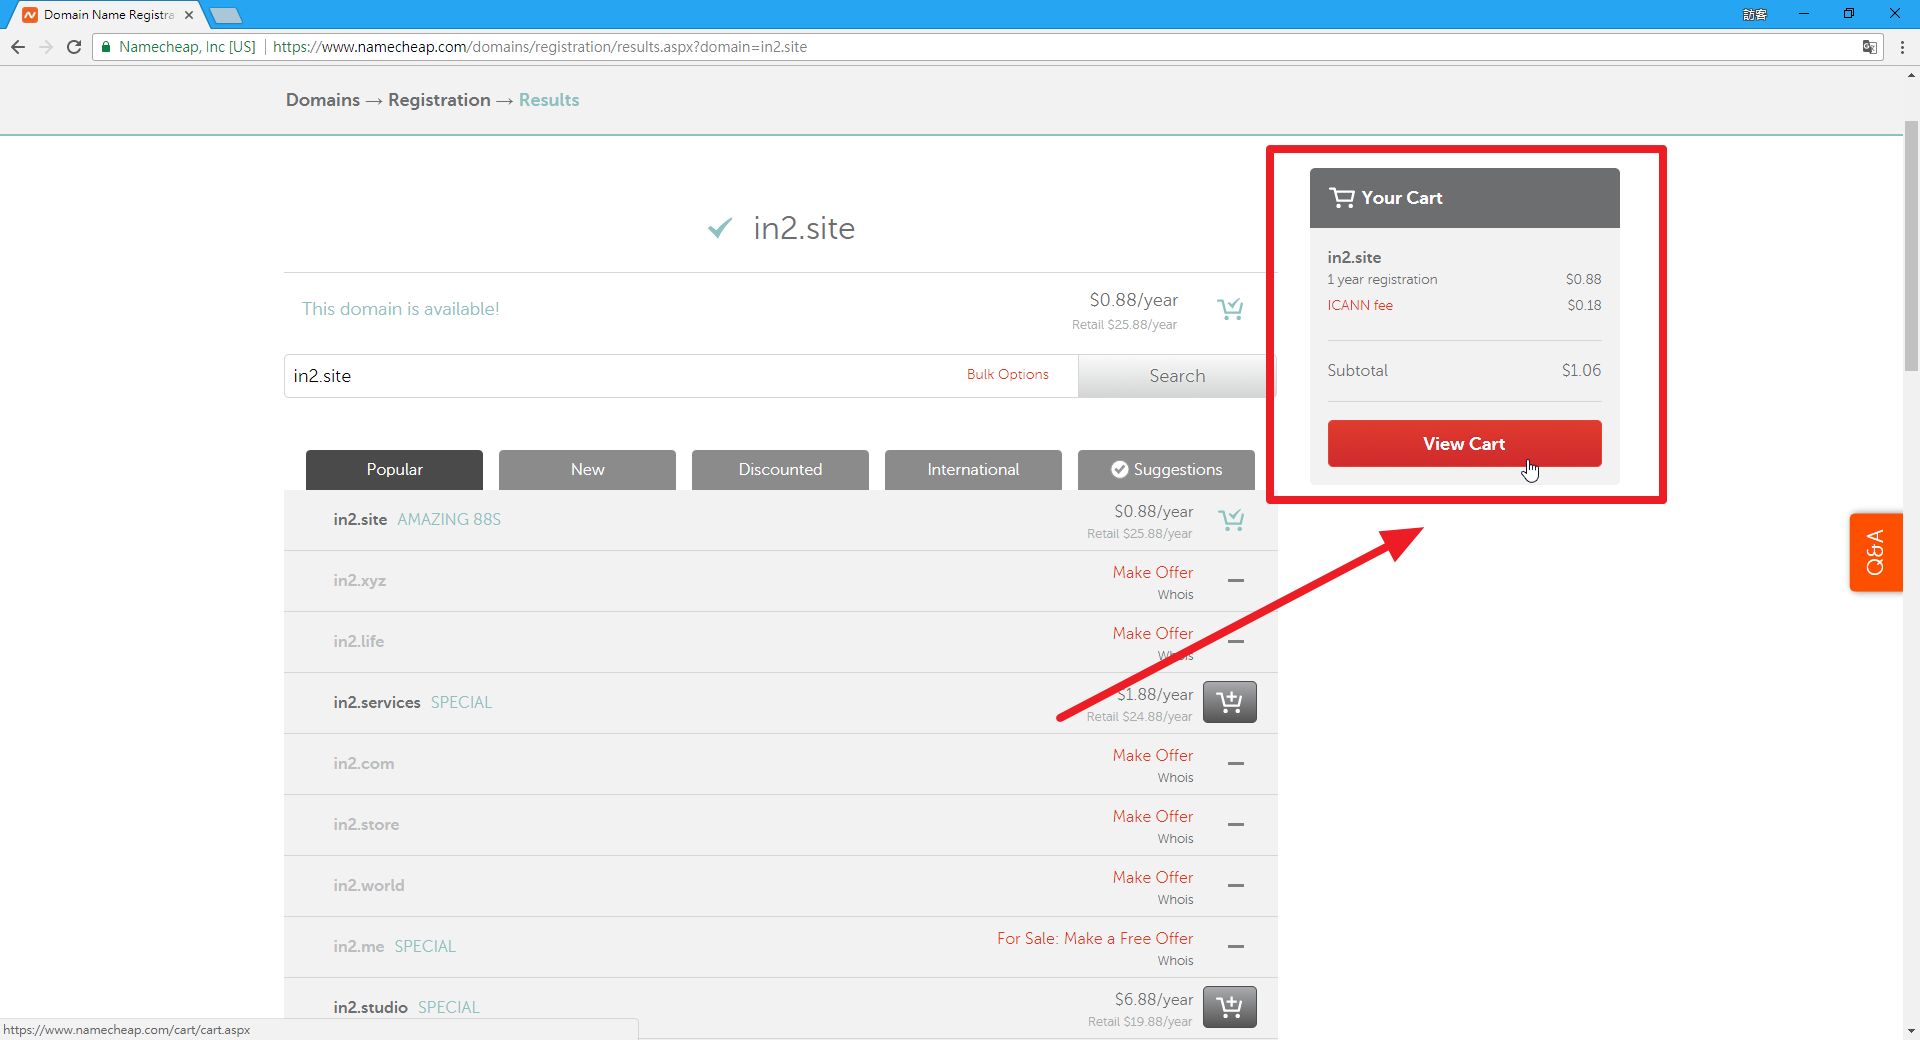 Domain Name Registra
訪客
Namecheap, Inc [US]
https://www.namecheap.com/domains/registration/results.aspx?domain=in2.site
Domains → Registration → Results
in2.site
This domain is available!
$0.88/year
Retail $25.88/year
in2.site
Bulk Options
Search
Your Cart
in2.site
1 year registration $0.88
ICANN fee $0.18
Subtotal $1.06
View Cart
Popular
New
Discounted
International
Suggestions
in2.site AMAZING 88S
$0.88/year
Retail $25.88/year
in2.xyz
Make Offer
Whois
in2.life
Make Offer
Whois
in2.services SPECIAL
$1.88/year
Retail $24.88/year
in2.com
Make Offer
Whois
in2.store
Make Offer
Whois
in2.world
Make Offer
Whois
in2.me SPECIAL
For Sale: Make a Free Offer
Whois
in2.studio SPECIAL
$6.88/year
Retail $19.88/year
Q&A
https://www.namecheap.com/cart/cart.aspx